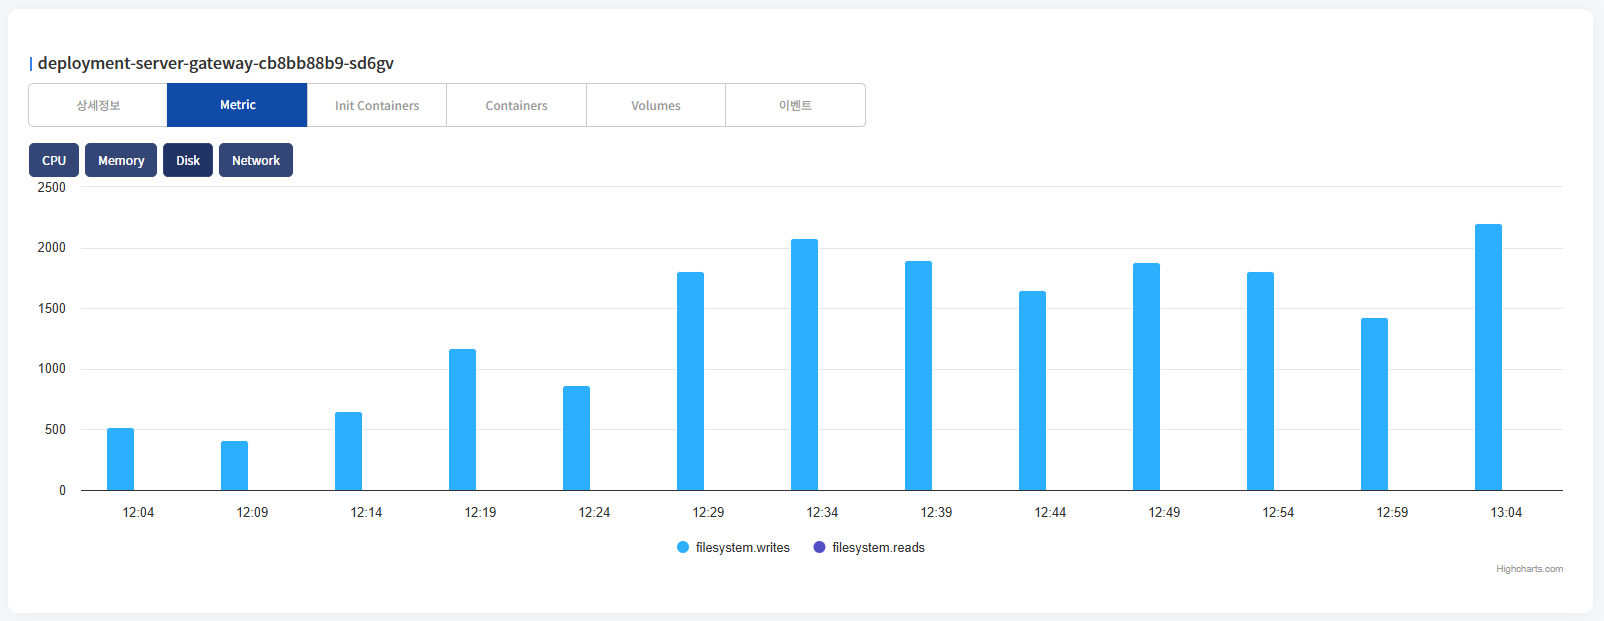 deployment-server-gateway-cb8bb88b9-sd6gv
상세정보 Metric Init Containers Containers Volumes 이벤트
CPU Memory Disk Network
2500
2000
1500
1000
500
0
12:04 12:09 12:14 12:19 12:24 12:29 12:34 12:39 12:44 12:49 12:54 12:59 13:04
filesystem.writes filesystem.reads
Highcharts.com